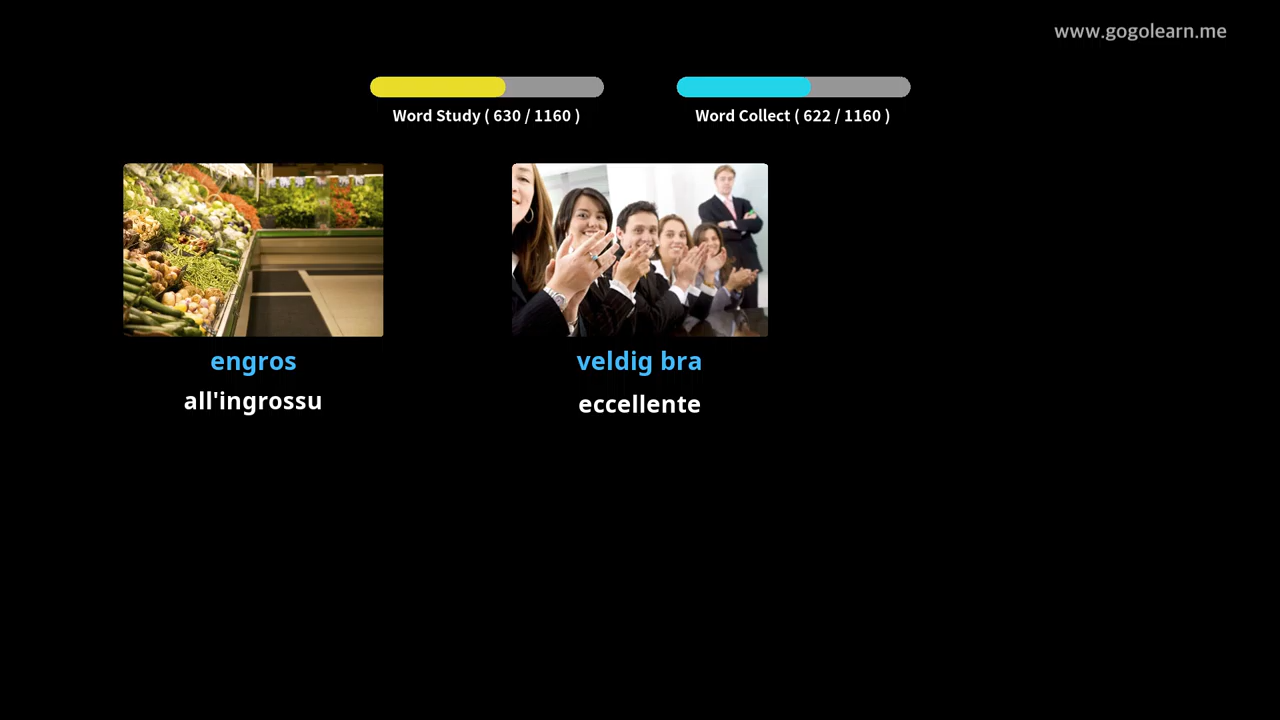 www.gogolearn.me
Word Study ( 630 / 1160 )
Word Collect ( 622 / 1160 )
engros
all'ingrossu
veldig bra
eccellente